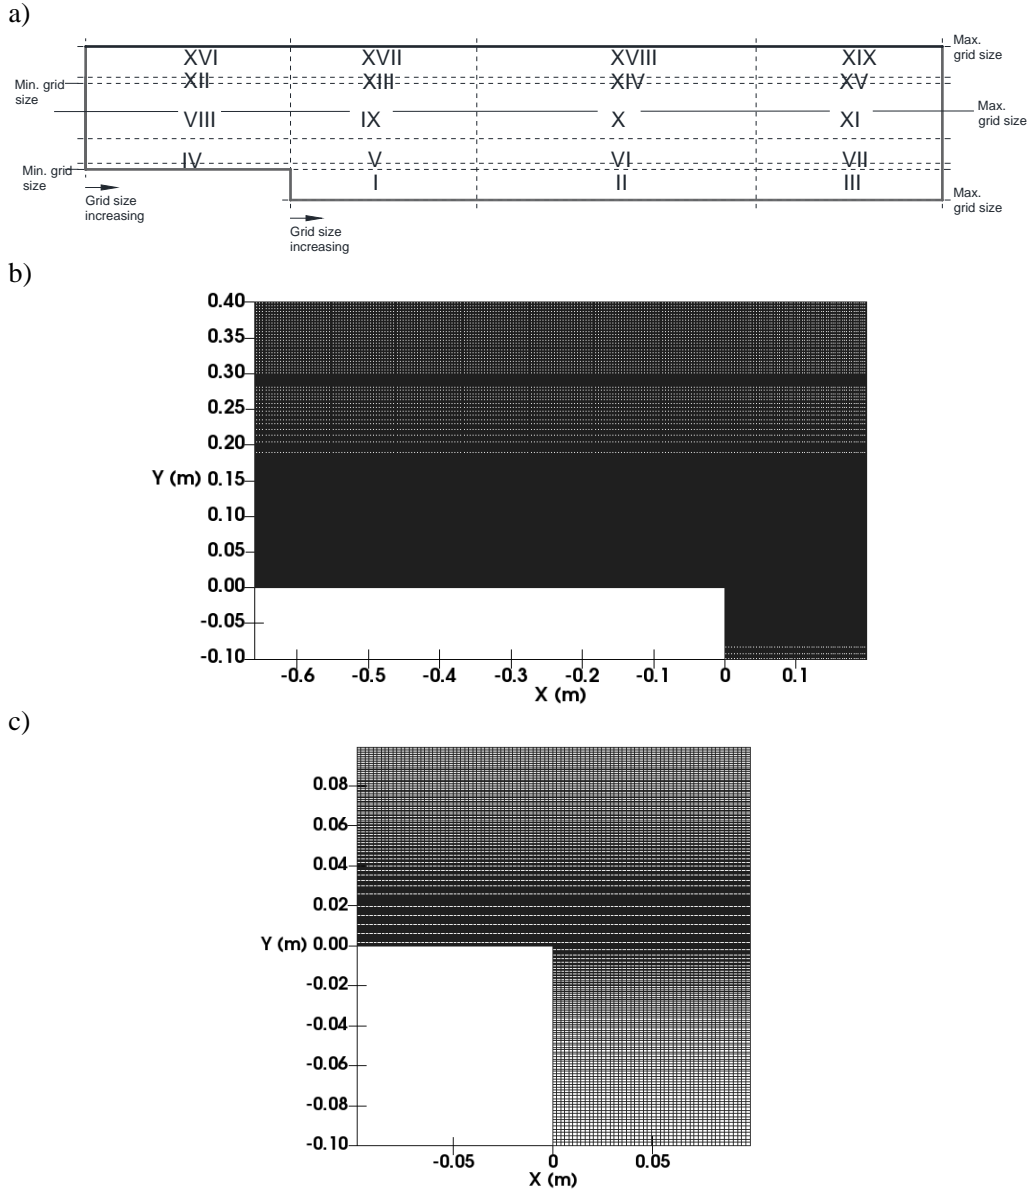 a)
XVI XVII XVIII XIX
Max.
grid size
Min. grid
size
XII XIII XIV XV
VIII IX X XI
Max.
grid size
IV V VI VII
Min. grid
size
I II III
Max.
grid size
Grid size
increasing
Grid size
increasing
b)
0.40
0.35
0.30
0.25
0.20
Y (m) 0.15
0.10
0.05
0.00
-0.05
-0.10
-0.6 -0.5 -0.4 -0.3 -0.2 -0.1 0 0.1
X (m)
c)
0.08
0.06
0.04
0.02
Y (m) 0.00
-0.02
-0.04
-0.06
-0.08
-0.10
-0.05 0 0.05
X (m)